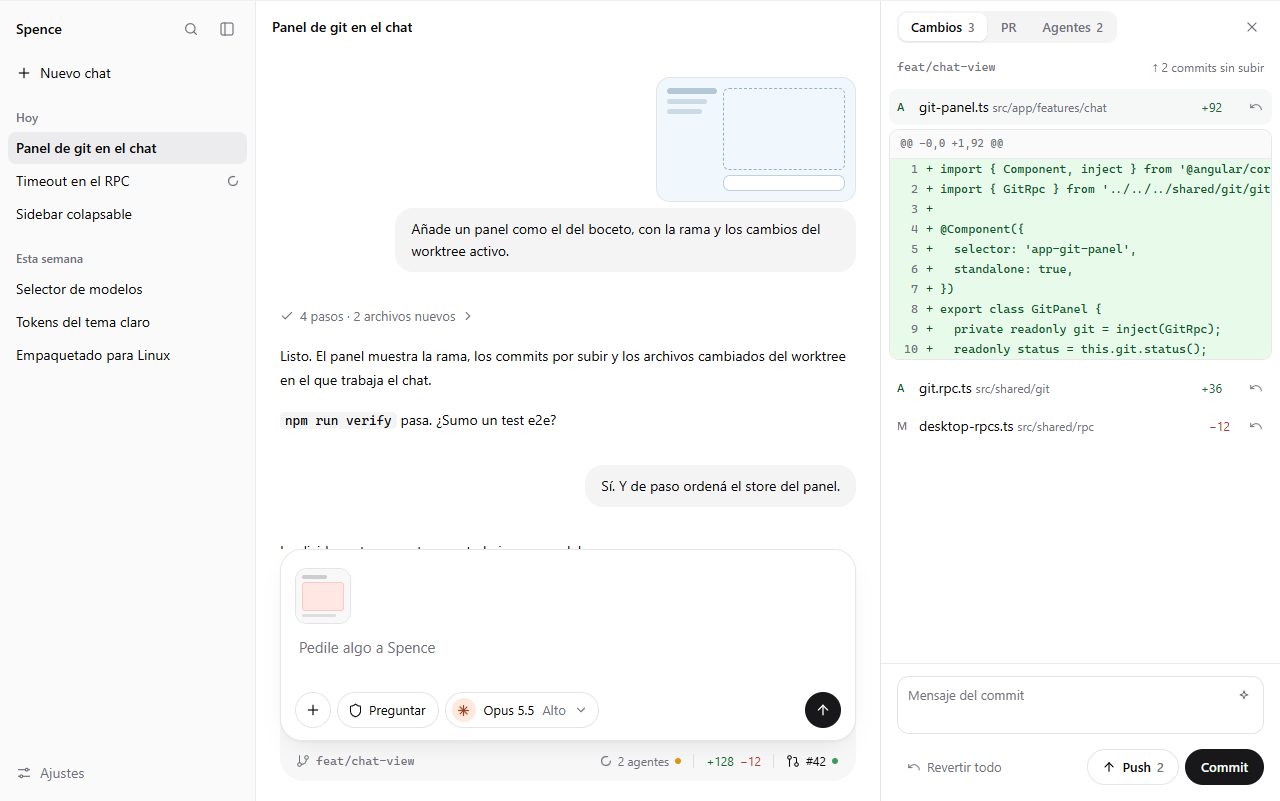 Spence
Nuevo chat
Hoy
Panel de git en el chat
Timeout en el RPC
Sidebar colapsable
Esta semana
Selector de modelos
Tokens del tema claro
Empaquetado para Linux
Ajustes
Panel de git en el chat
Añade un panel como el del boceto, con la rama y los cambios del
worktree activo.
4 pasos · 2 archivos nuevos
Listo. El panel muestra la rama, los commits por subir y los archivos cambiados del worktree
en el que trabaja el chat.
npm run verify pasa. ¿Sumo un test e2e?
Sí. Y de paso ordená el store del panel.
Pedile algo a Spence
Preguntar
Opus 5.5 Alto
feat/chat-view
2 agentes
+128 −12
#42
Cambios 3
PR
Agentes 2
feat/chat-view
↑ 2 commits sin subir
A git-panel.ts src/app/features/chat +92
@@ −0,0 +1,92 @@
1 + import { Component, inject } from '@angular/cor
2 + import { GitRpc } from '../../../shared/git/git
3 +
4 + @Component({
5 + selector: 'app-git-panel',
6 + standalone: true,
7 + })
8 + export class GitPanel {
9 + private readonly git = inject(GitRpc);
10 + readonly status = this.git.status();
A git.rpc.ts src/shared/git +36
M desktop-rpcs.ts src/shared/rpc −12
Mensaje del commit
Revertir todo
Push 2
Commit